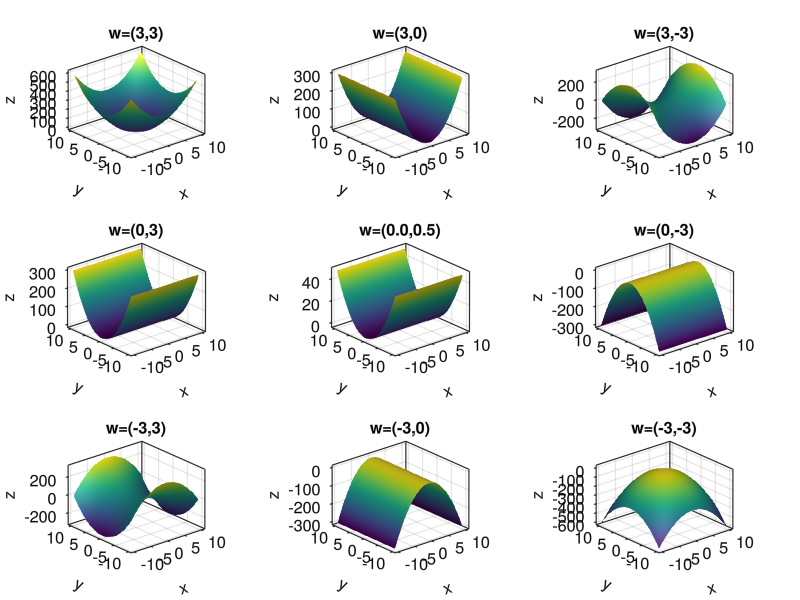 w=(3,3) w=(3,0) w=(3,-3)
z 600 500 400 300 200 100 0 10 5 0 -5 -10 y -10 -5 0 5 10 x
z 300 200 100 0 10 5 0 -5 -10 y -10 -5 0 5 10 x
z 200 0 -200 10 5 0 -5 -10 y -10 -5 0 5 10 x
w=(0,3) w=(0.0,0.5) w=(0,-3)
z 300 200 100 0 10 5 0 -5 -10 y -10 -5 0 5 10 x
z 40 20 0 10 5 0 -5 -10 y -10 -5 0 5 10 x
z 0 -100 -200 -300 10 5 0 -5 -10 y -10 -5 0 5 10 x
w=(-3,3) w=(-3,0) w=(-3,-3)
z 200 0 -200 10 5 0 -5 -10 y -10 -5 0 5 10 x
z 0 -100 -200 -300 10 5 0 -5 -10 y -10 -5 0 5 10 x
z 0 -100 -200 -300 -400 -500 -600 10 5 0 -5 -10 y -10 -5 0 5 10 x